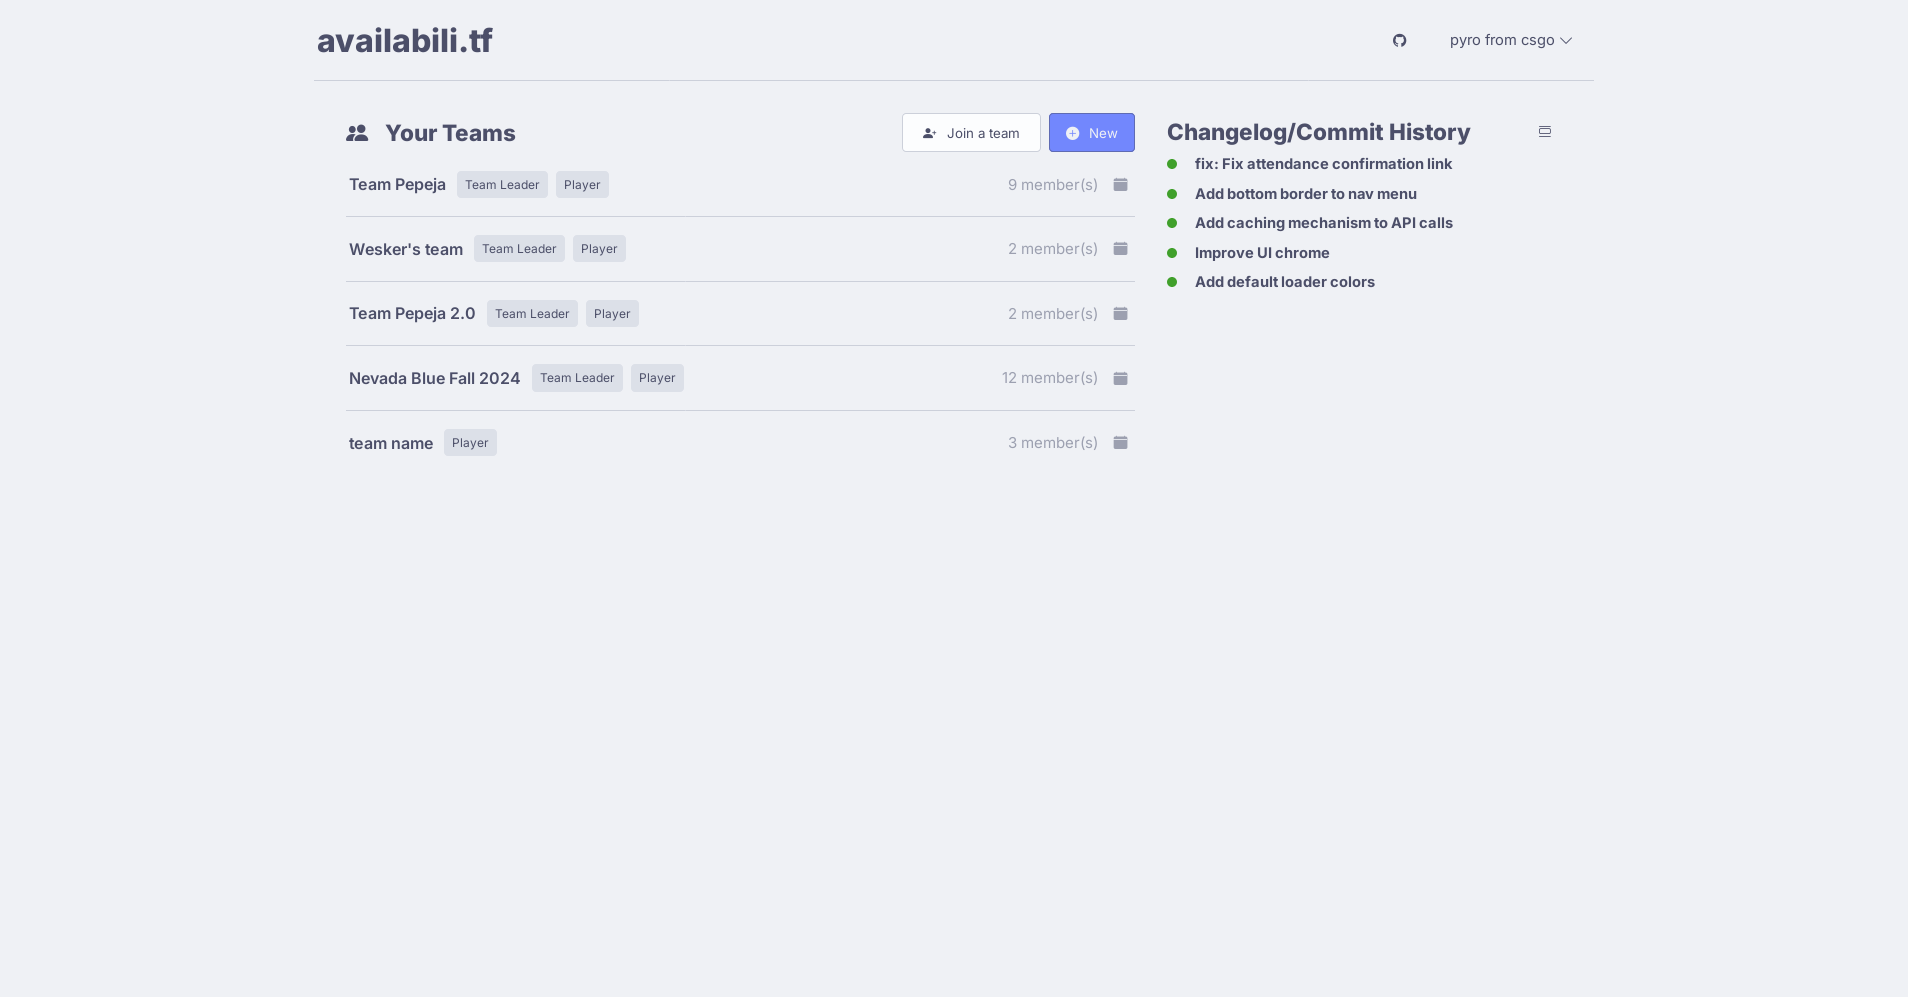 availabili.tf
pyro from csgo
Your Teams
Join a team
New
Team Pepeja Team Leader Player 9 member(s)
Wesker's team Team Leader Player 2 member(s)
Team Pepeja 2.0 Team Leader Player 2 member(s)
Nevada Blue Fall 2024 Team Leader Player 12 member(s)
team name Player 3 member(s)
Changelog/Commit History
fix: Fix attendance confirmation link
Add bottom border to nav menu
Add caching mechanism to API calls
Improve UI chrome
Add default loader colors